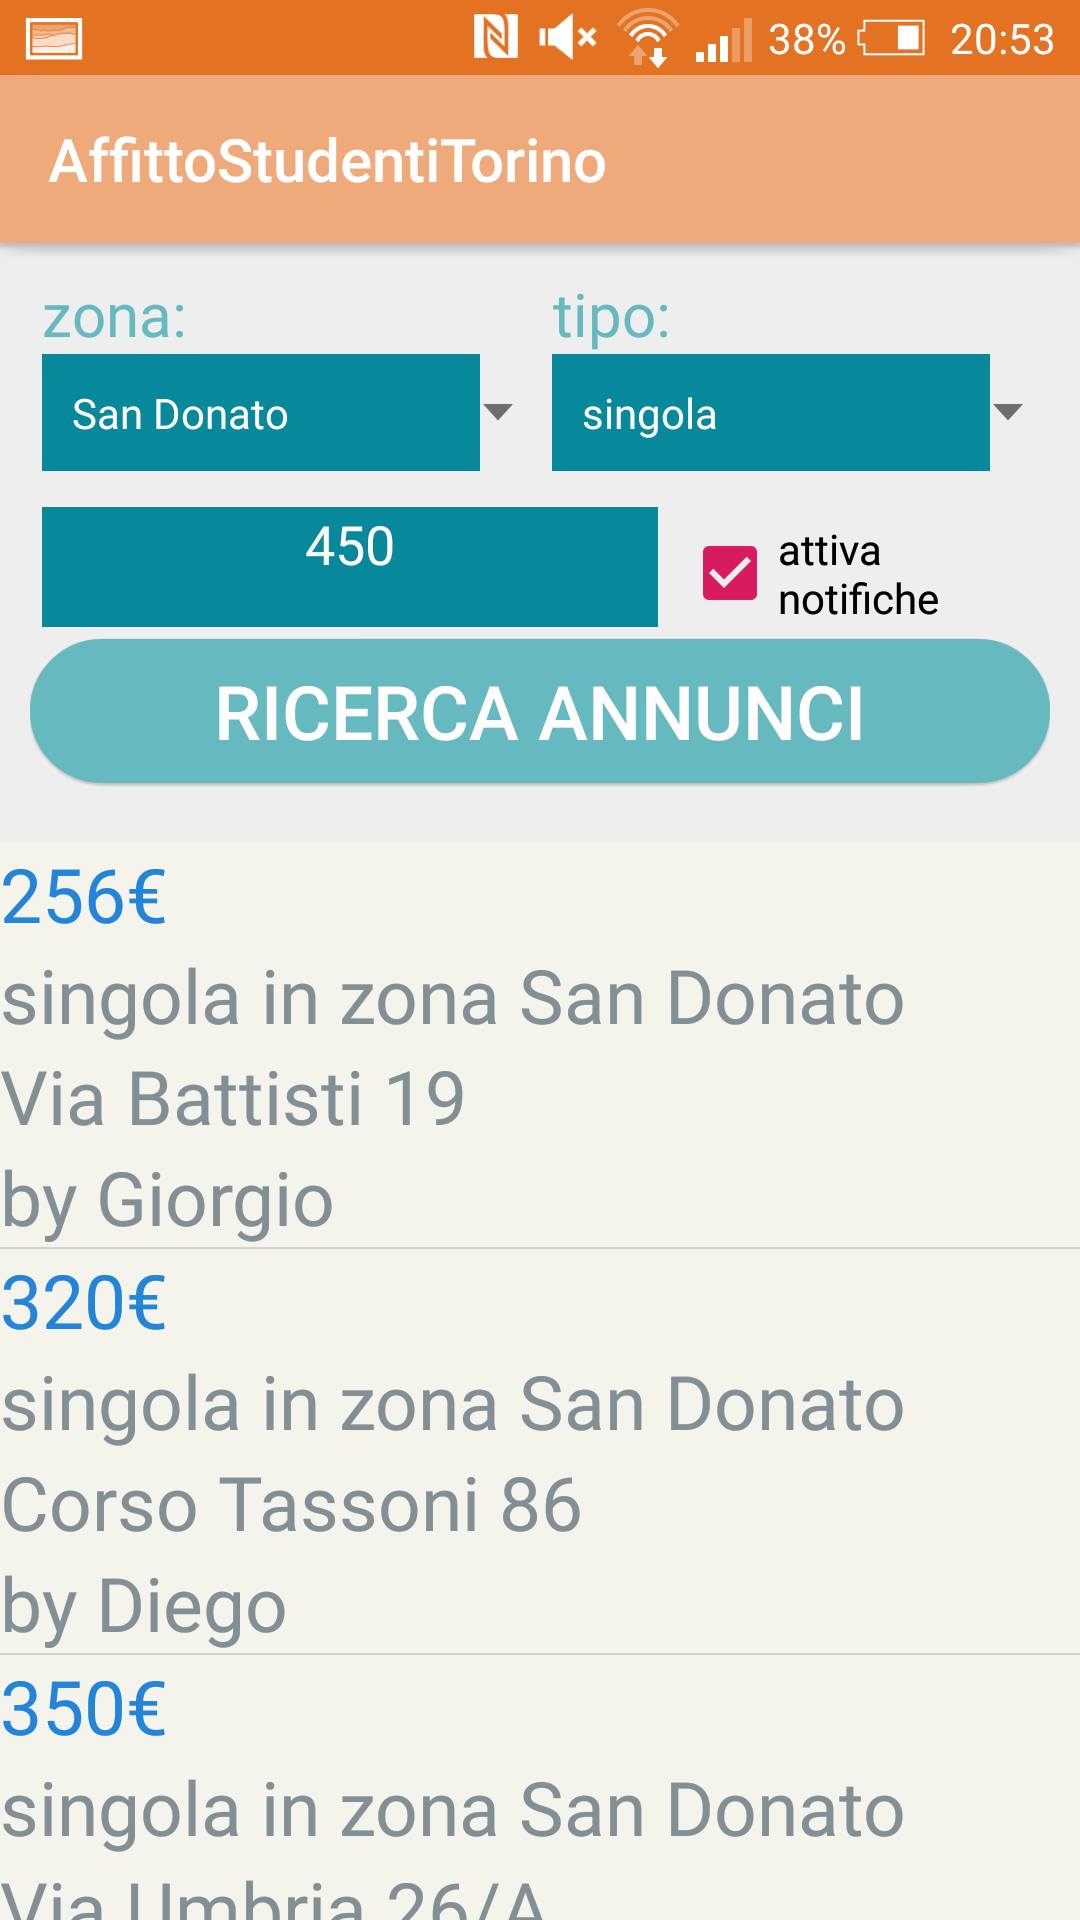 38% 20:53
AffittoStudentiTorino
zona: tipo:
San Donato singola
450 attiva
notifiche
RICERCA ANNUNCI
256€
singola in zona San Donato
Via Battisti 19
by Giorgio
320€
singola in zona San Donato
Corso Tassoni 86
by Diego
350€
singola in zona San Donato
Via Umbria 26/A